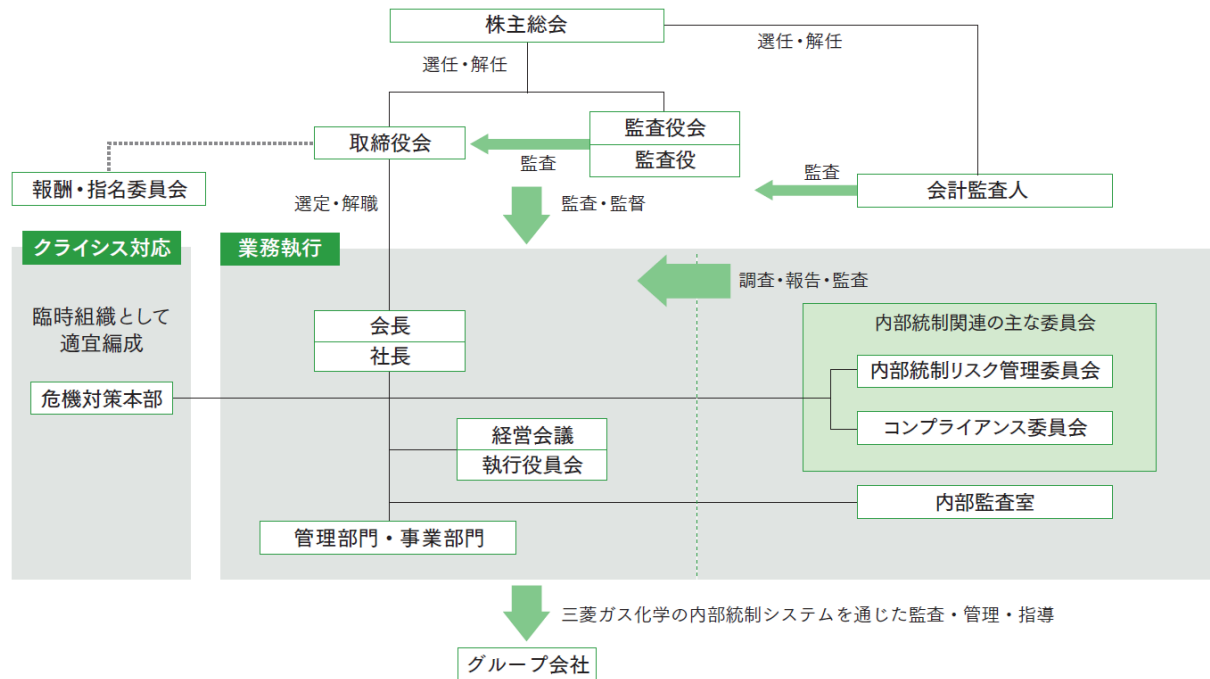 株主総会
選任・解任
選任・解任
監査役会
取締役会
監査役
監査
監査
報酬・指名委員会
会計監査人
選定・解職
監査・監督
クライシス対応
業務執行
調査・報告・監査
臨時組織として
適宜編成
会長
社長
内部統制関連の主な委員会
内部統制リスク管理委員会
危機対策本部
コンプライアンス委員会
経営会議
執行役員会
内部監査室
管理部門・事業部門
三菱ガス化学の内部統制システムを通じた監査・管理・指導
グループ会社